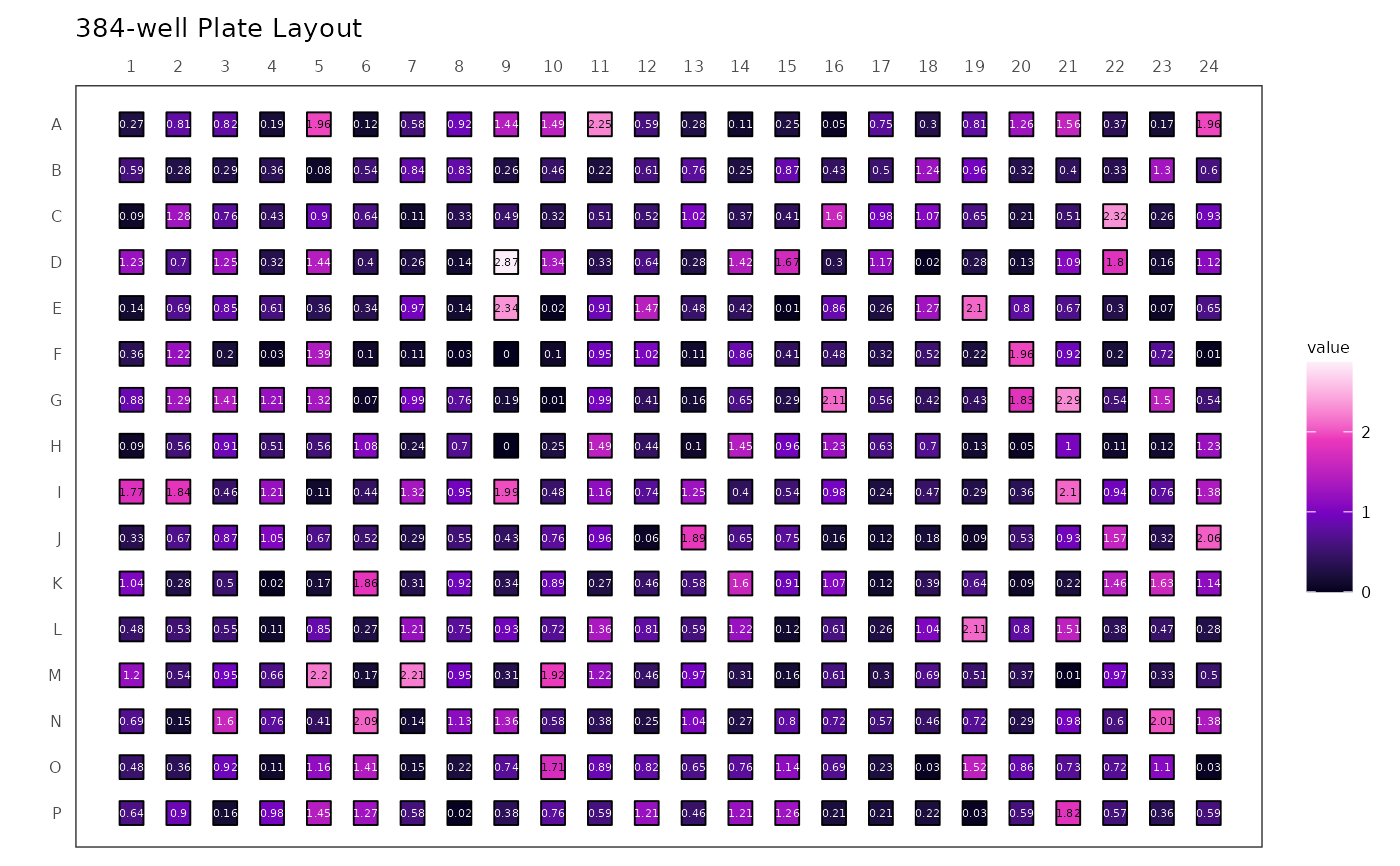 384-well Plate Layout
1 2 3 4 5 6 7 8 9 10 11 12 13 14 15 16 17 18 19 20 21 22 23 24
A 0.27 0.81 0.82 0.19 1.96 0.12 0.58 0.92 1.44 1.49 2.25 0.59 0.28 0.11 0.25 0.05 0.75 0.3 0.81 1.26 1.56 0.37 0.17 1.96
B 0.59 0.28 0.29 0.36 0.08 0.54 0.84 0.83 0.26 0.46 0.22 0.61 0.76 0.25 0.87 0.43 0.5 1.24 0.96 0.32 0.4 0.33 1.3 0.6
C 0.09 1.28 0.76 0.43 0.9 0.64 0.11 0.33 0.49 0.32 0.51 0.52 1.02 0.37 0.41 1.6 0.98 1.07 0.65 0.21 0.51 2.32 0.26 0.93
D 1.23 0.7 1.25 0.32 1.44 0.4 0.26 0.14 2.87 1.34 0.33 0.64 0.28 1.42 1.67 0.3 1.17 0.02 0.28 0.13 1.09 1.8 0.16 1.12
E 0.14 0.69 0.85 0.61 0.36 0.34 0.97 0.14 2.34 0.02 0.91 1.47 0.48 0.42 0.01 0.86 0.26 1.27 2.1 0.8 0.67 0.3 0.07 0.65
F 0.36 1.22 0.2 0.03 1.39 0.1 0.11 0.03 0 0.1 0.95 1.02 0.11 0.86 0.41 0.48 0.32 0.52 0.22 1.96 0.92 0.2 0.72 0.01
value
G 0.88 1.29 1.41 1.21 1.32 0.07 0.99 0.76 0.19 0.01 0.99 0.41 0.16 0.65 0.29 2.11 0.56 0.42 0.43 1.83 2.29 0.54 1.5 0.54
2
H 0.09 0.56 0.91 0.51 0.56 1.08 0.24 0.7 0 0.25 1.49 0.44 0.1 1.45 0.96 1.23 0.63 0.7 0.13 0.05 1 0.11 0.12 1.23
I 1.77 1.84 0.46 1.21 0.11 0.44 1.32 0.95 1.99 0.48 1.16 0.74 1.25 0.4 0.54 0.98 0.24 0.47 0.29 0.36 2.1 0.94 0.76 1.38
1
J 0.33 0.67 0.87 1.05 0.67 0.52 0.29 0.55 0.43 0.76 0.96 0.06 1.89 0.65 0.75 0.16 0.12 0.18 0.09 0.53 0.93 1.57 0.32 2.06
K 1.04 0.28 0.5 0.02 0.17 1.86 0.31 0.92 0.34 0.89 0.27 0.46 0.58 1.6 0.91 1.07 0.12 0.39 0.64 0.09 0.22 1.46 1.63 1.14
0
L 0.48 0.53 0.55 0.11 0.85 0.27 1.21 0.75 0.93 0.72 1.36 0.81 0.59 1.22 0.12 0.61 0.26 1.04 2.11 0.8 1.51 0.38 0.47 0.28
M 1.2 0.54 0.95 0.66 2.2 0.17 2.21 0.95 0.31 1.92 1.22 0.46 0.97 0.31 0.16 0.61 0.3 0.69 0.51 0.37 0.01 0.97 0.33 0.5
N 0.69 0.15 1.6 0.76 0.41 2.09 0.14 1.13 1.36 0.58 0.38 0.25 1.04 0.27 0.8 0.72 0.57 0.46 0.72 0.29 0.98 0.6 2.01 1.38
O 0.48 0.36 0.92 0.11 1.16 1.41 0.15 0.22 0.74 1.71 0.89 0.82 0.65 0.76 1.14 0.69 0.23 0.03 1.52 0.86 0.73 0.72 1.1 0.03
P 0.64 0.9 0.16 0.98 1.45 1.27 0.58 0.02 0.38 0.76 0.59 1.21 0.46 1.21 1.26 0.21 0.21 0.22 0.03 0.59 1.82 0.57 0.36 0.59